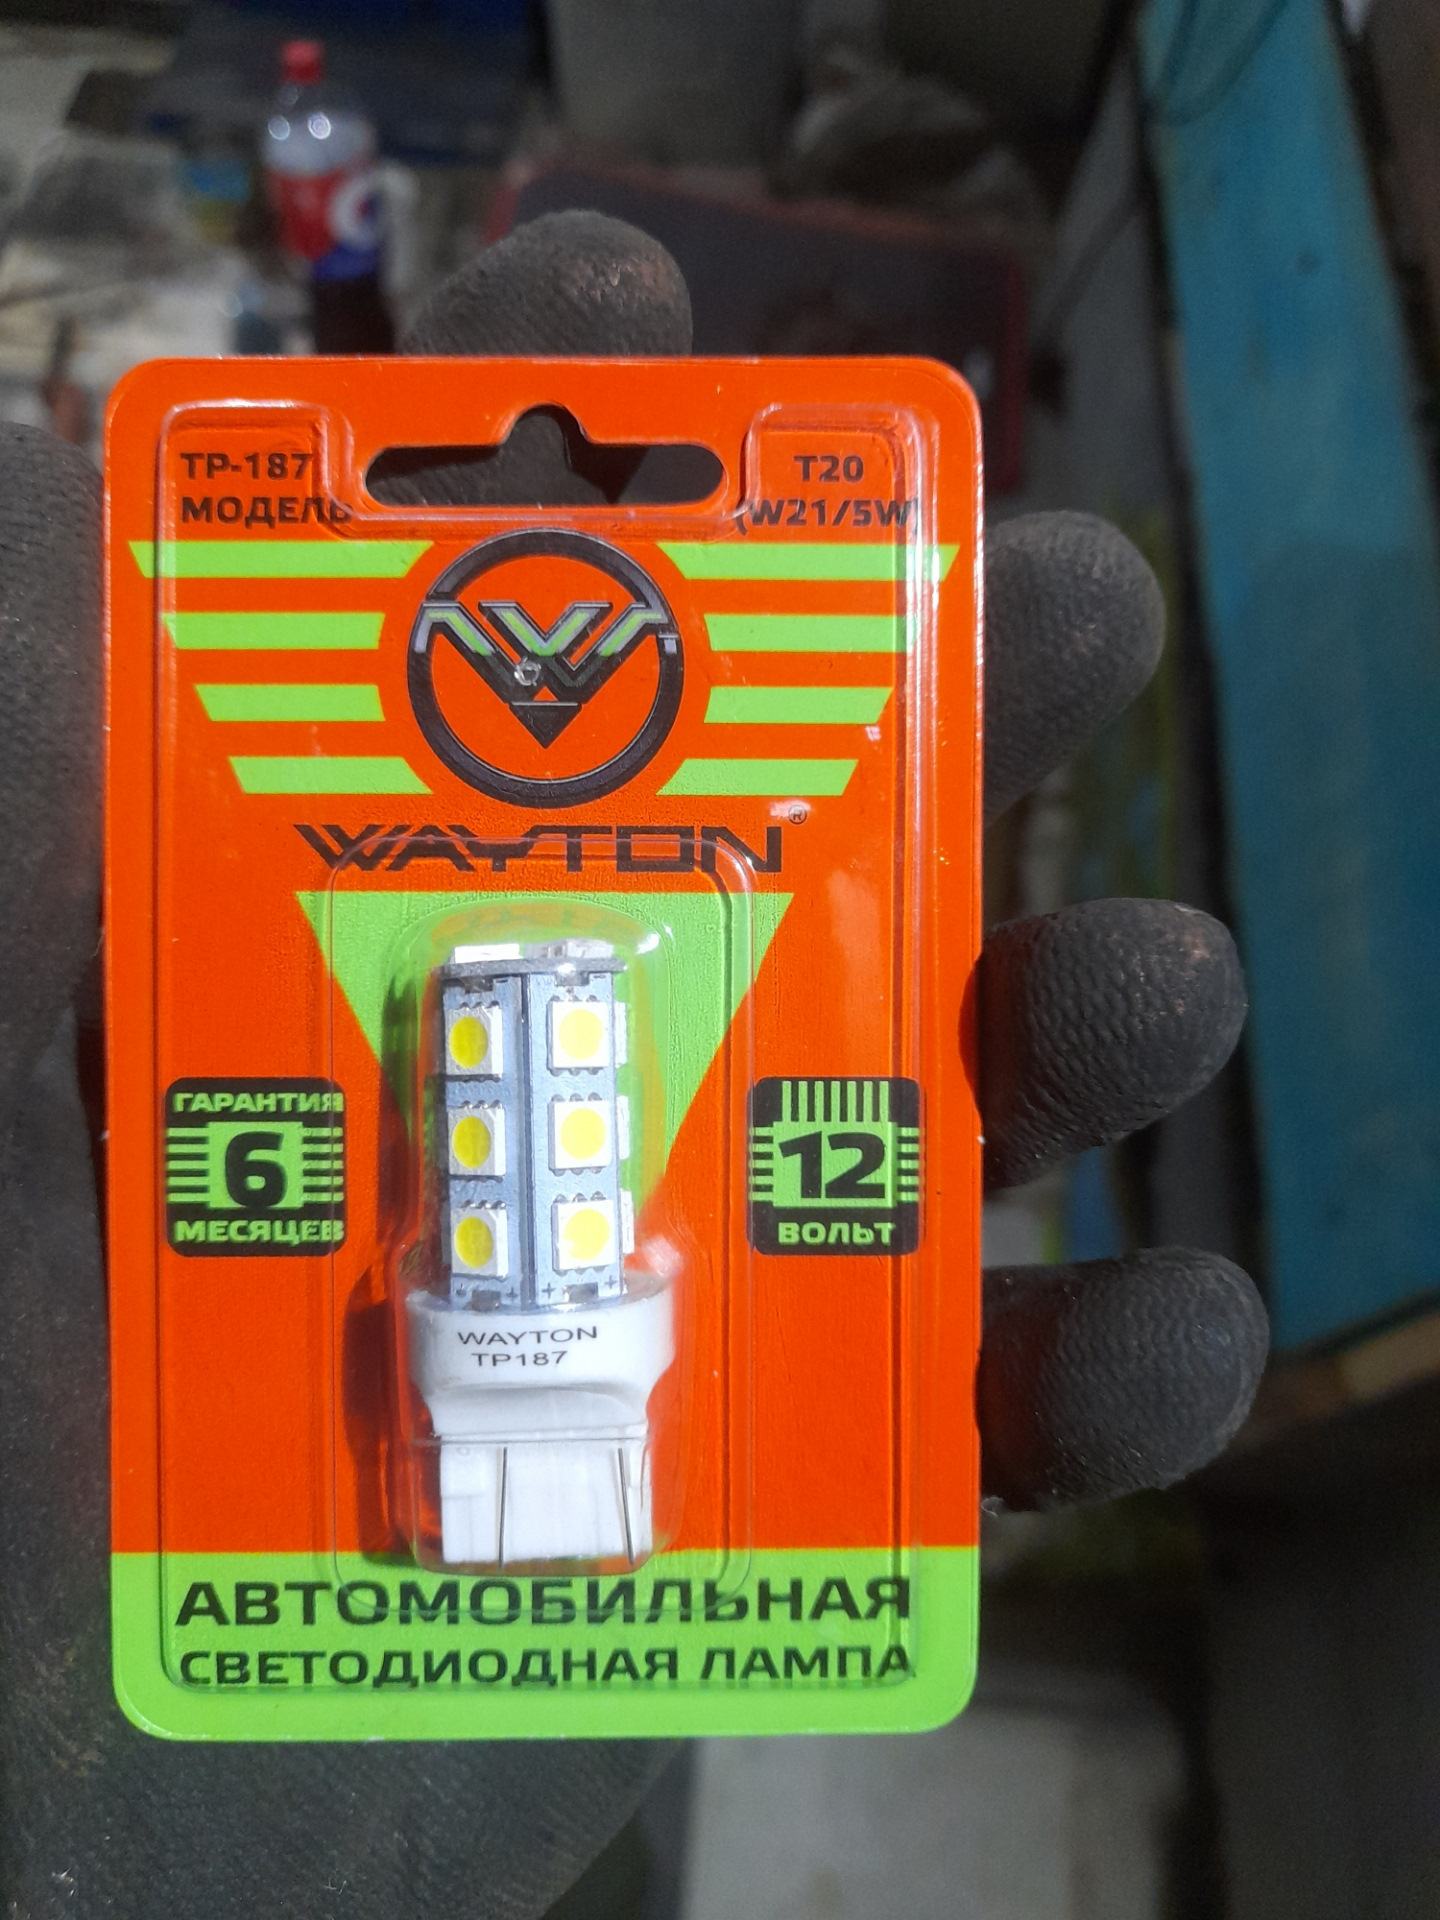 TP-187
МОДЕЛЬ
T20
(W21/5W)
WAYTON®
ГАРАНТИЯ
6
МЕСЯЦЕВ
12
ВОЛЬТ
WAYTON
TP187
АВТОМОБИЛЬНАЯ
СВЕТОДИОДНАЯ ЛАМПА